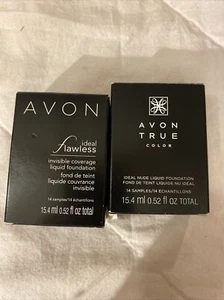 AVON
ideal
flawless
invisible coverage
liquid foundation
fond de teint
liquide couvrance
invisible
14 samples/14 échantillons
15.4 ml 0.52 fl oz total
AVON
TRUE
COLOR
IDEAL NUDE LIQUID FOUNDATION
FOND DE TEINT LIQUIDE NU IDÉAL
14 SAMPLES/14 ÉCHANTILLONS
15.4 ml 0.52 fl oz TOTAL